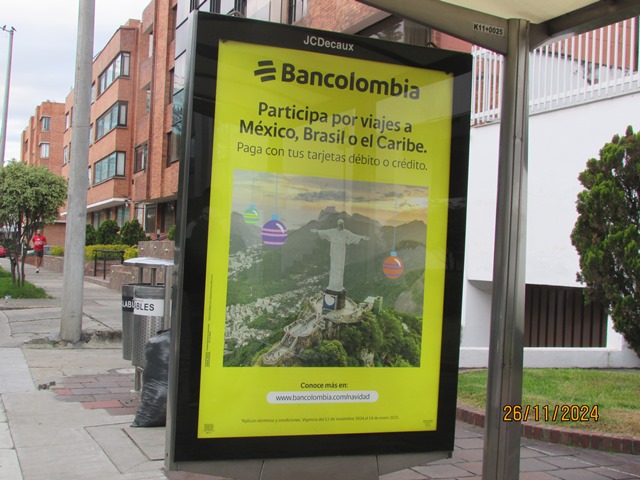 K11+0025
JCDecaux
Bancolombia
Participa por viajes a
México, Brasil o el Caribe.
Paga con tus tarjetas débito o crédito.
Conoce más en:
www.bancolombia.com/navidad
LABLES
26/11/2024